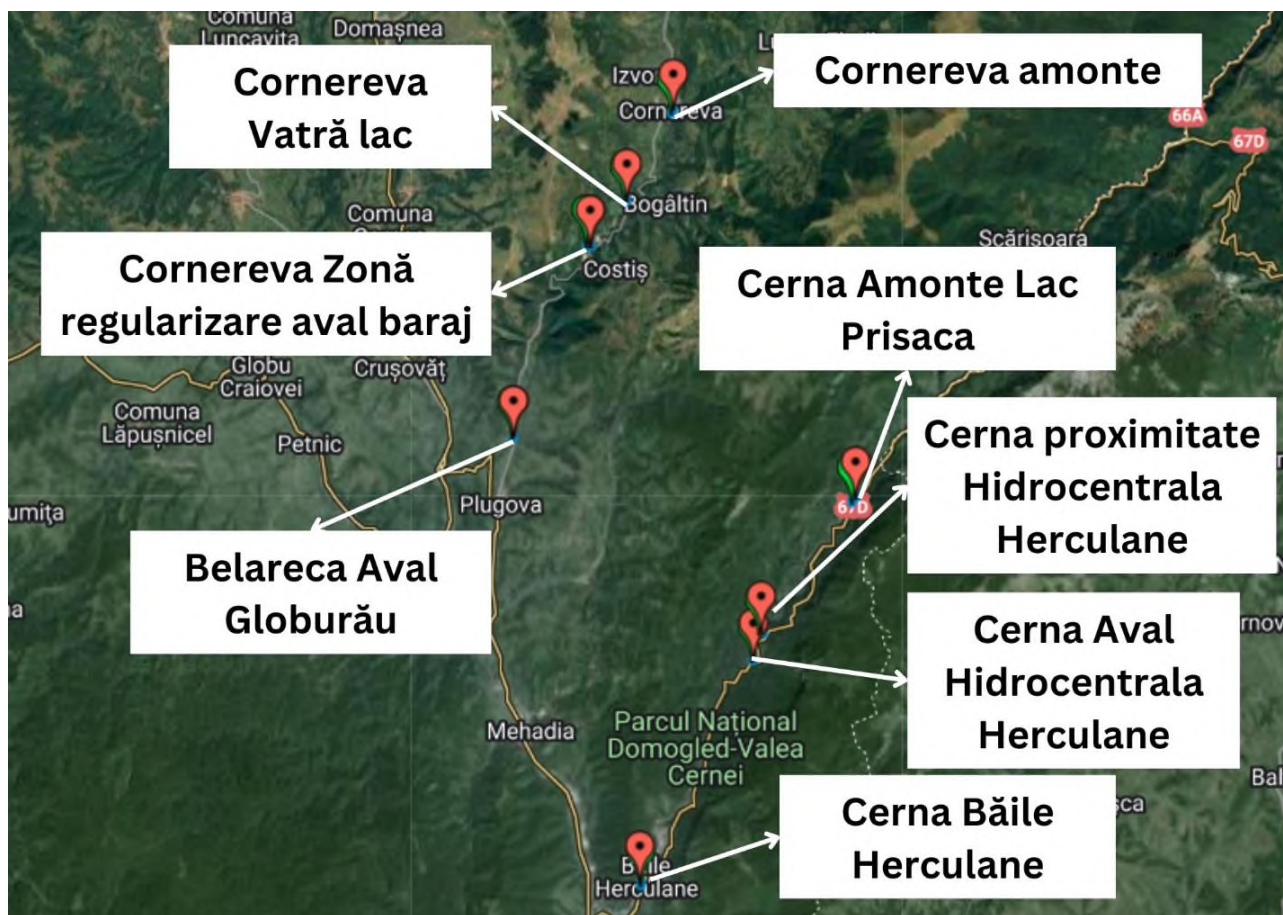 Comuna
Luncavița
Domașnea
Cornereva
Vatră lac
Izvo
Cornereva amonte
Cornereva
66A
67D
Bogâltin
Comuna
Scărișoara
Costiș
Cornereva Zonă
regularizare aval baraj
Cerna Amonte Lac
Prisaca
Globu
Craiovei
Crușovăț
Comuna
Lăpușnicel
Petnic
Cerna proximitate
Hidrocentrala
Herculane
Plugova
67D
umița
Belareca Aval
Globurău
Cerna Aval
Hidrocentrala
Herculane
Parcul Național
Domogled-Valea
Cernei
Mehadia
Cerna Băile
Herculane
Băile
Herculane